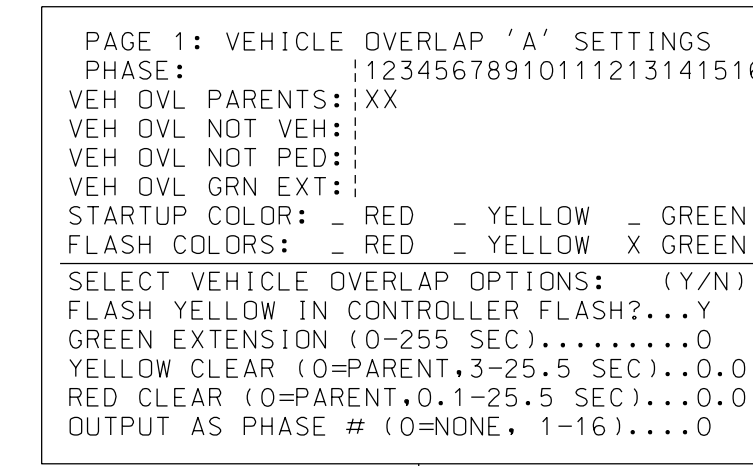 PAGE 1: VEHICLE OVERLAP 'A' SETTINGS
PHASE: ¦12345678910111213141516
VEH OVL PARENTS:¦XX
VEH OVL NOT VEH:¦
VEH OVL NOT PED:¦
VEH OVL GRN EXT:¦
STARTUP COLOR: _ RED _ YELLOW _ GREEN
FLASH COLORS: _ RED _ YELLOW X GREEN
SELECT VEHICLE OVERLAP OPTIONS: (Y/N)
FLASH YELLOW IN CONTROLLER FLASH?...Y
GREEN EXTENSION (0-255 SEC).........0
YELLOW CLEAR (0=PARENT,3-25.5 SEC)..0.0
RED CLEAR (0=PARENT,0.1-25.5 SEC)...0.0
OUTPUT AS PHASE # (0=NONE, 1-16)....0